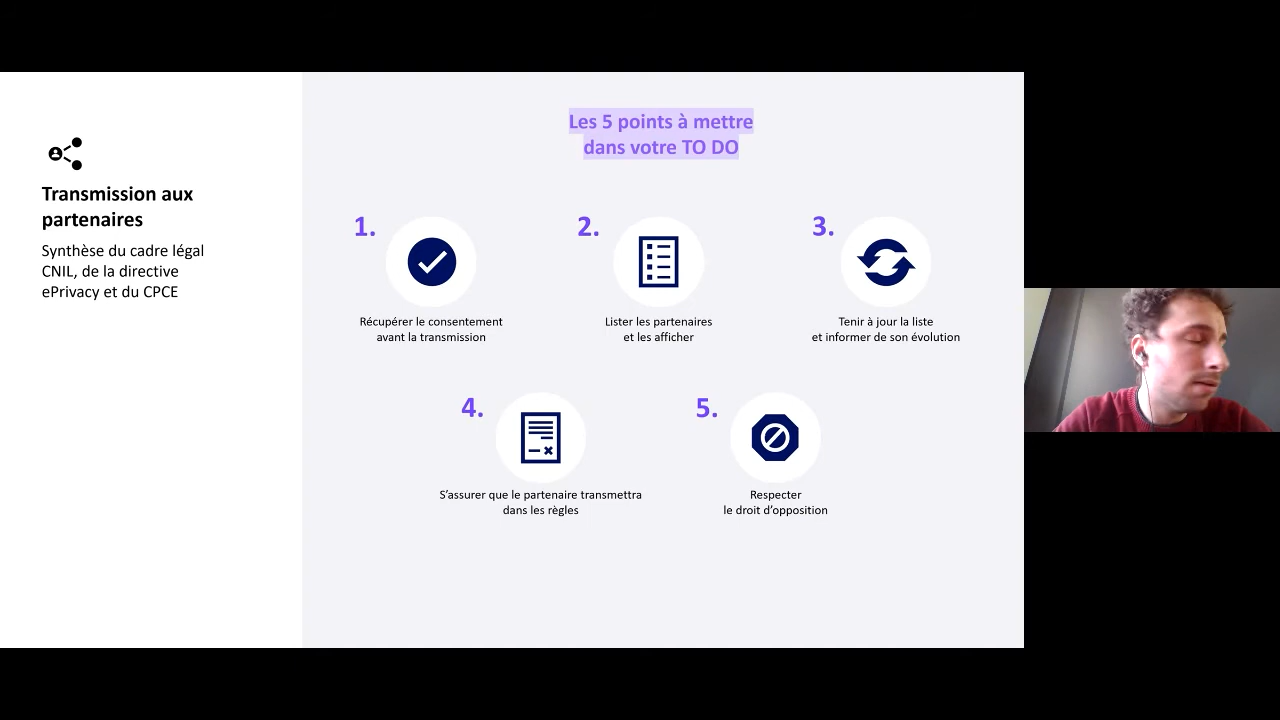 Transmission aux
partenaires
Synthèse du cadre légal
CNIL, de la directive
ePrivacy et du CPCE
Les 5 points à mettre
dans votre TO DO
1.
Récupérer le consentement
avant la transmission
2.
Lister les partenaires
et les afficher
3.
Tenir à jour la liste
et informer de son évolution
4.
S’assurer que le partenaire transmettra
dans les règles
5.
Respecter
le droit d’opposition